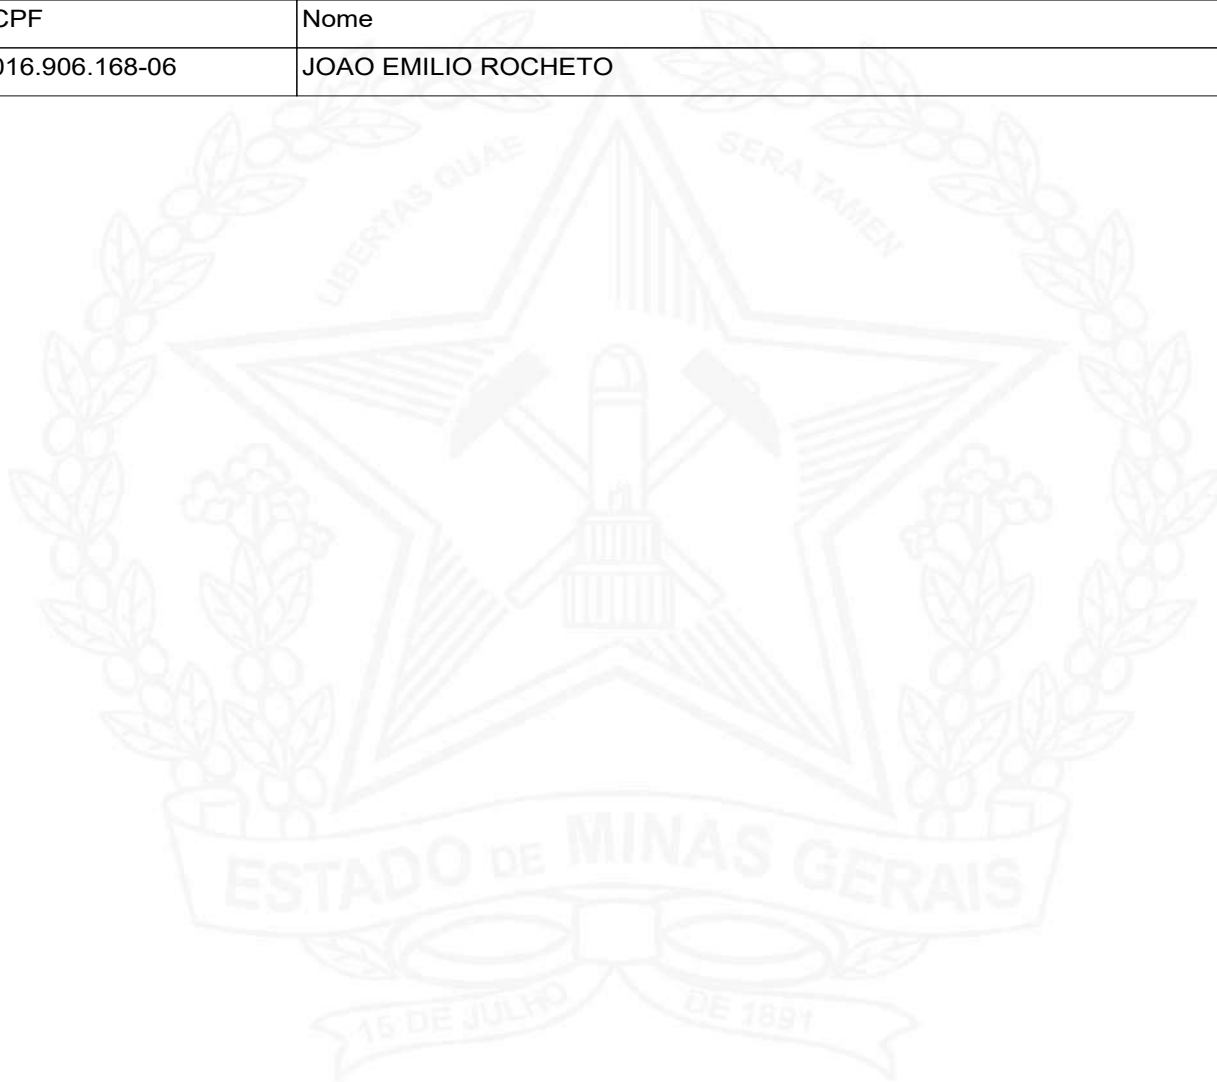 CPF Nome
016.906.168-06 JOAO EMILIO ROCHETO
LIBERTAS QUAE SERA TAMEN
ESTADO DE MINAS GERAIS
15 DE JULHO DE 1891